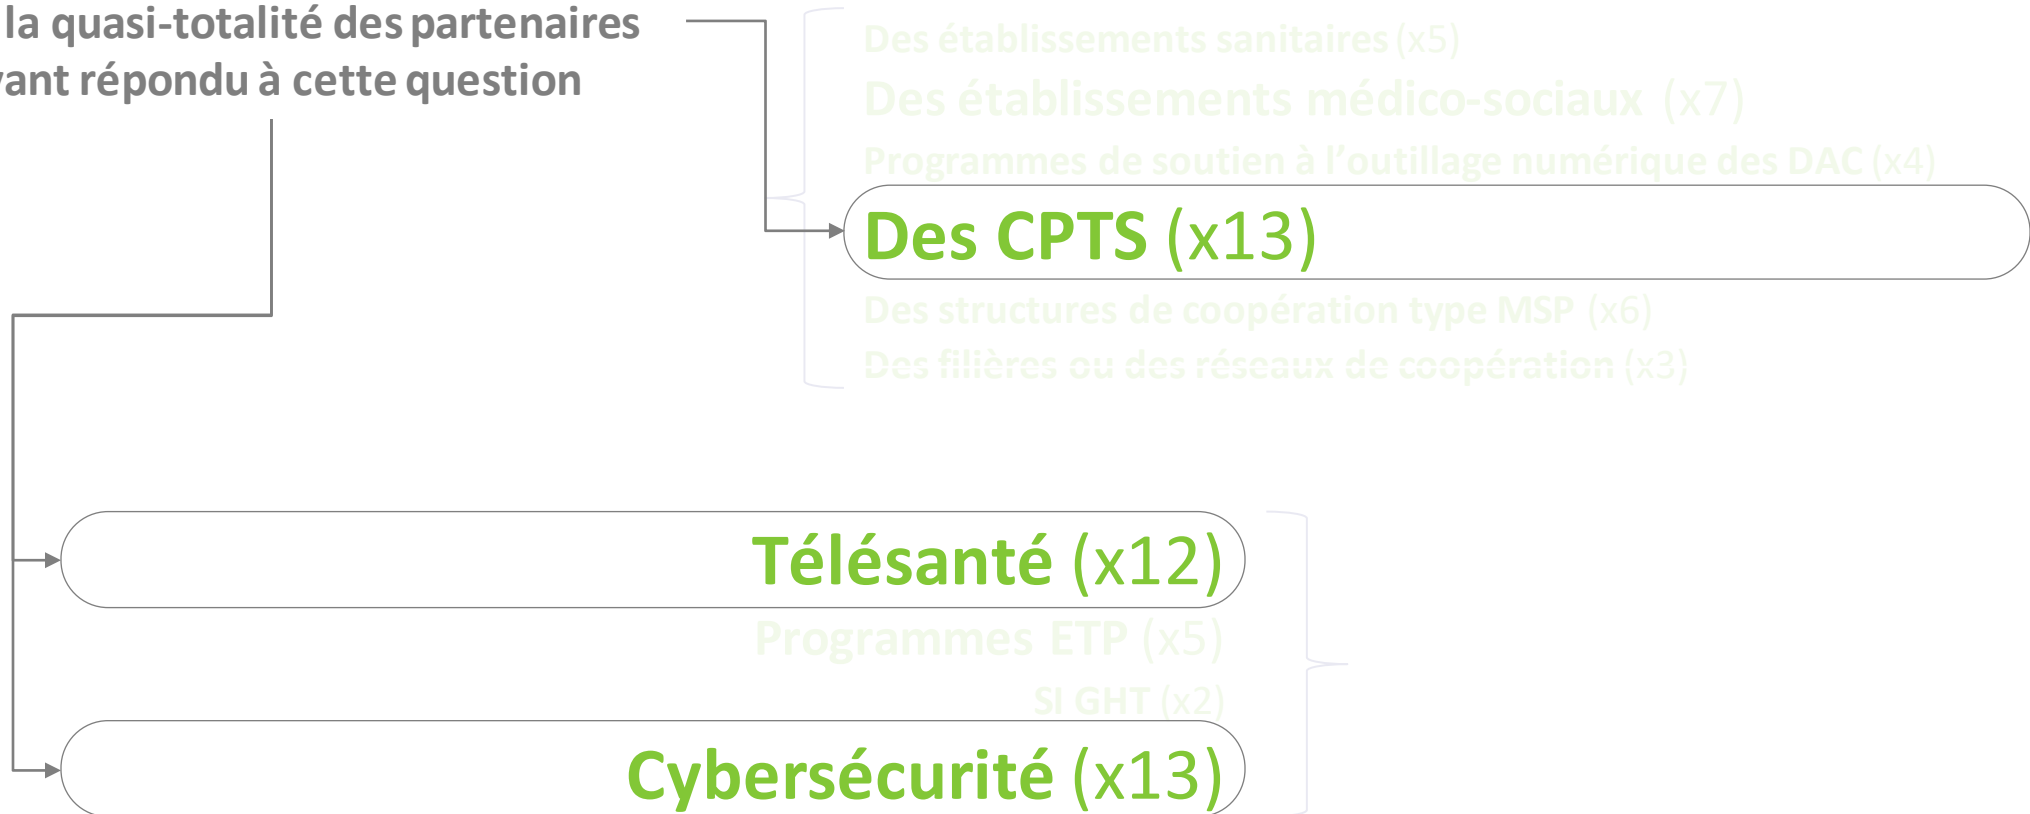 la quasi-totalité des partenaires
ant répondu à cette question
Des établissements sanitaires (x5)
Des établissements médico-sociaux (x7)
Programmes de soutien à l'outillage numérique des DAC (x4)
Des CPTS (x13)
Des structures de coopération type MSP (x6)
Des filières ou des réseaux de coopération (x3)
Télésanté (x12)
Programmes ETP (x5)
SI GHT (x2)
Cybersécurité (x13)